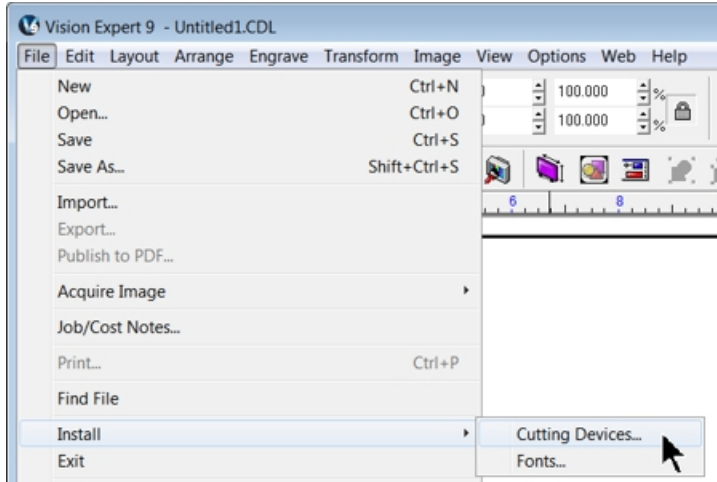 Vision Expert 9 - Untitled1.CDL
File Edit Layout Arrange Engrave Transform Image View Options Web Help
New Ctrl+N
Open... Ctrl+O
Save Ctrl+S
Save As... Shift+Ctrl+S
Import...
Export...
Publish to PDF...
Acquire Image
Job/Cost Notes...
Print... Ctrl+P
Find File
Install
Exit
100.000 %
100.000 %
6 8
Cutting Devices...
Fonts...